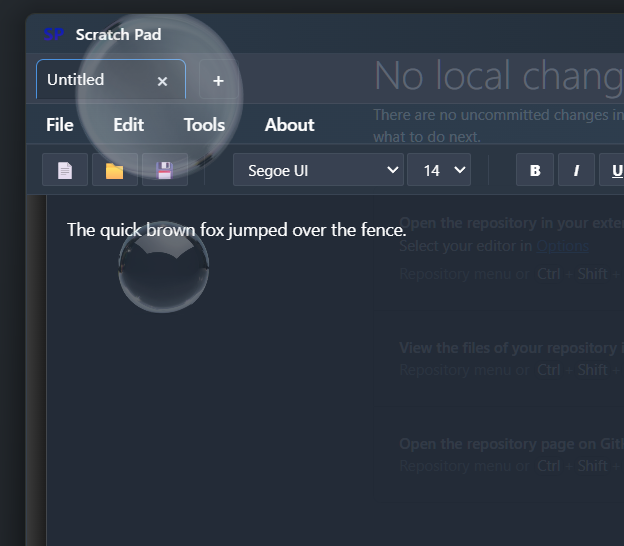 SP Scratch Pad
Untitled × +
No local chang
There are no uncommitted changes in
what to do next.
File Edit Tools About
Segoe UI 14 B I U
The quick brown fox jumped over the fence.
Open the repository in your exter
Select your editor in Options
Repository menu or Ctrl + Shift +
View the files of your repository i
Repository menu or Ctrl + Shift +
Open the repository page on Git
Repository menu or Ctrl + Shift +